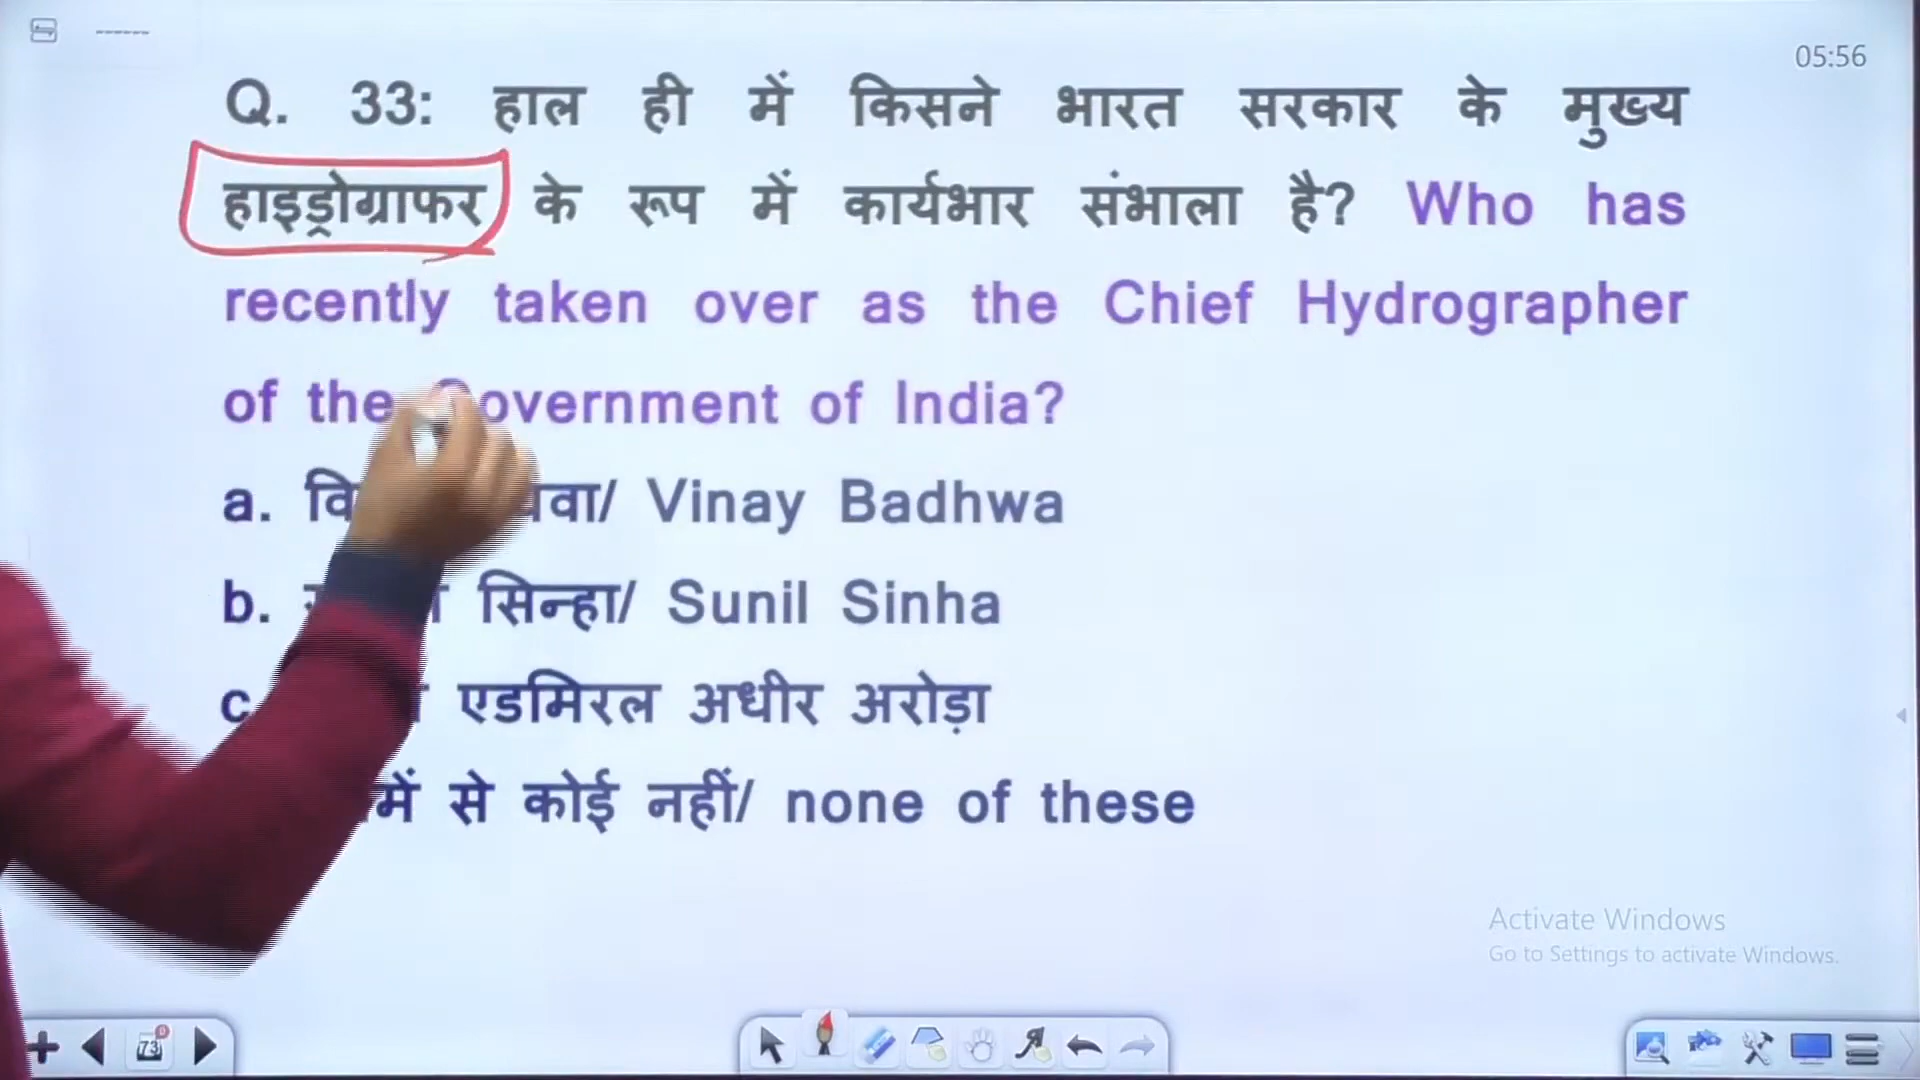 05:56
Q. 33: हाल ही में किसने भारत सरकार के मुख्य
हाइड्रोग्राफर के रूप में कार्यभार संभाला है? Who has
recently taken over as the Chief Hydrographer
of the Government of India?
a. Vinay Badhwa
b. सिन्हा/ Sunil Sinha
c एडमिरल अधीर अरोड़ा
में से कोई नहीं/ none of these
Activate Windows
Go to Settings to activate Windows.
73